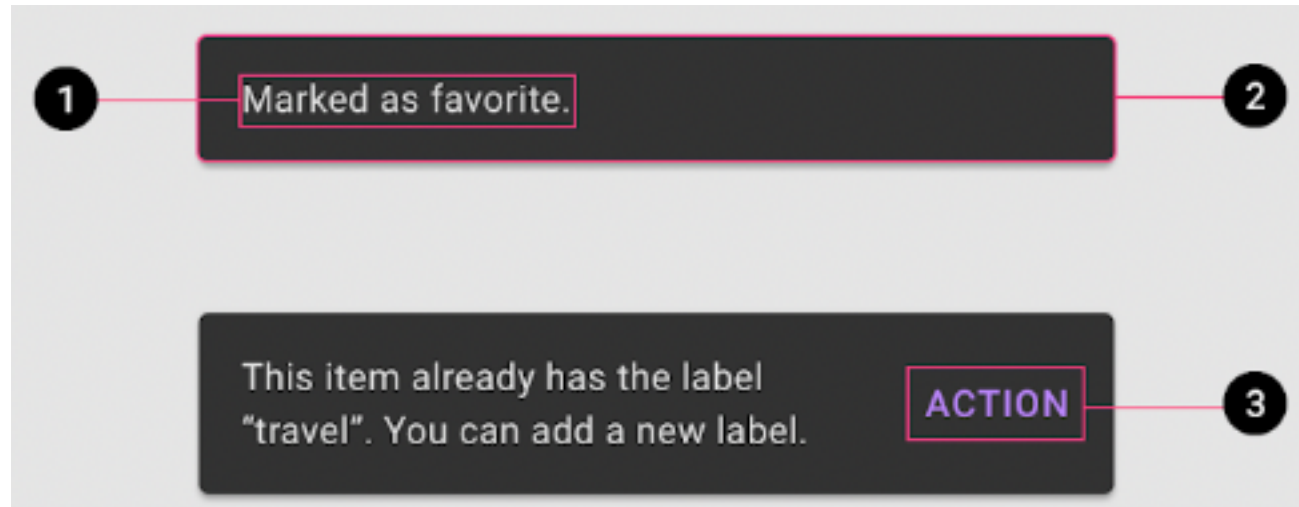 1
Marked as favorite.
2
This item already has the label
“travel”. You can add a new label.
ACTION
3